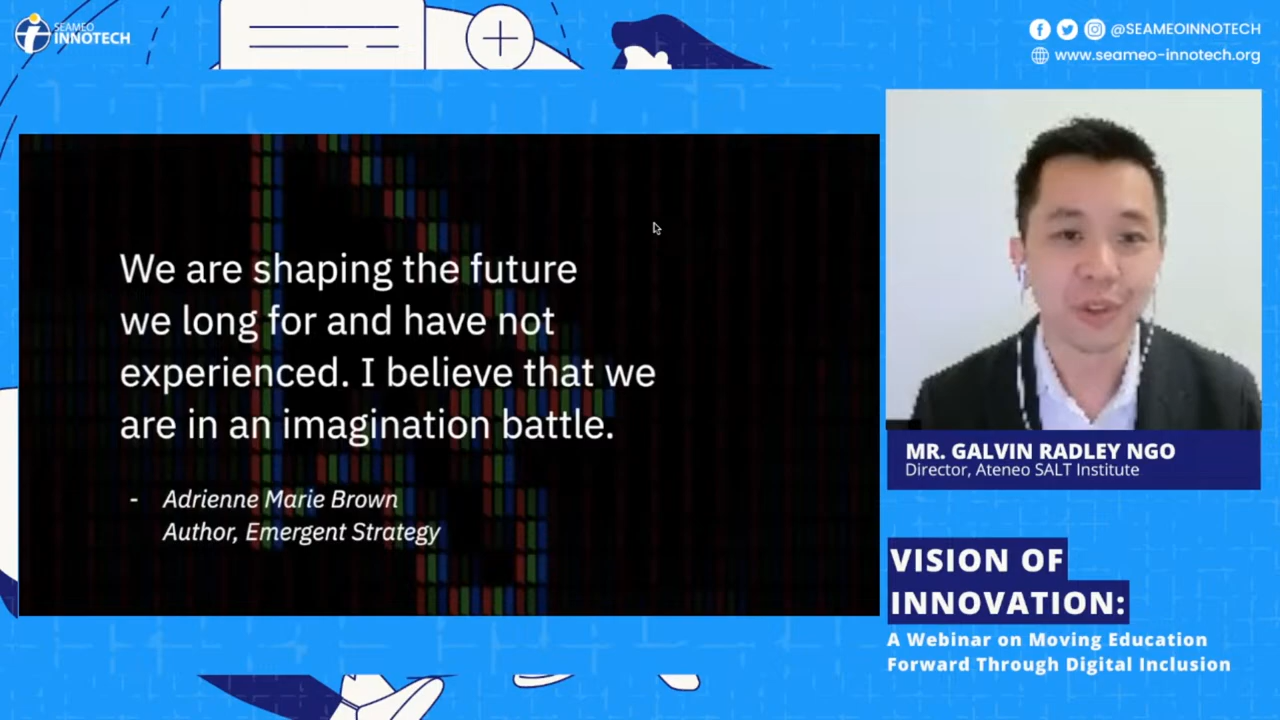 SEAMEO
INNOTECH
@SEAMEOINNOTECH
www.seameo-innotech.org
We are shaping the future
we long for and have not
experienced. I believe that we
are in an imagination battle.
- Adrienne Marie Brown
Author, Emergent Strategy
MR. GALVIN RADLEY NGO
Director, Ateneo SALT Institute
VISION OF
INNOVATION:
A Webinar on Moving Education
Forward Through Digital Inclusion